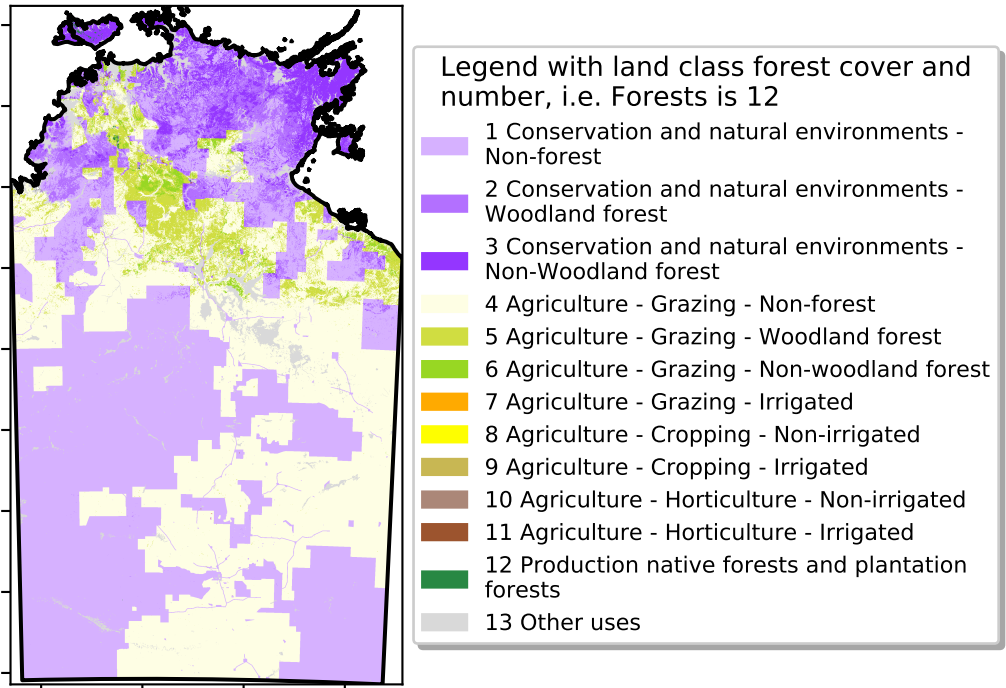 Legend with land class forest cover and
number, i.e. Forests is 12
1 Conservation and natural environments -
Non-forest
2 Conservation and natural environments -
Woodland forest
3 Conservation and natural environments -
Non-Woodland forest
4 Agriculture - Grazing - Non-forest
5 Agriculture - Grazing - Woodland forest
6 Agriculture - Grazing - Non-woodland forest
7 Agriculture - Grazing - Irrigated
8 Agriculture - Cropping - Non-irrigated
9 Agriculture - Cropping - Irrigated
10 Agriculture - Horticulture - Non-irrigated
11 Agriculture - Horticulture - Irrigated
12 Production native forests and plantation
forests
13 Other uses